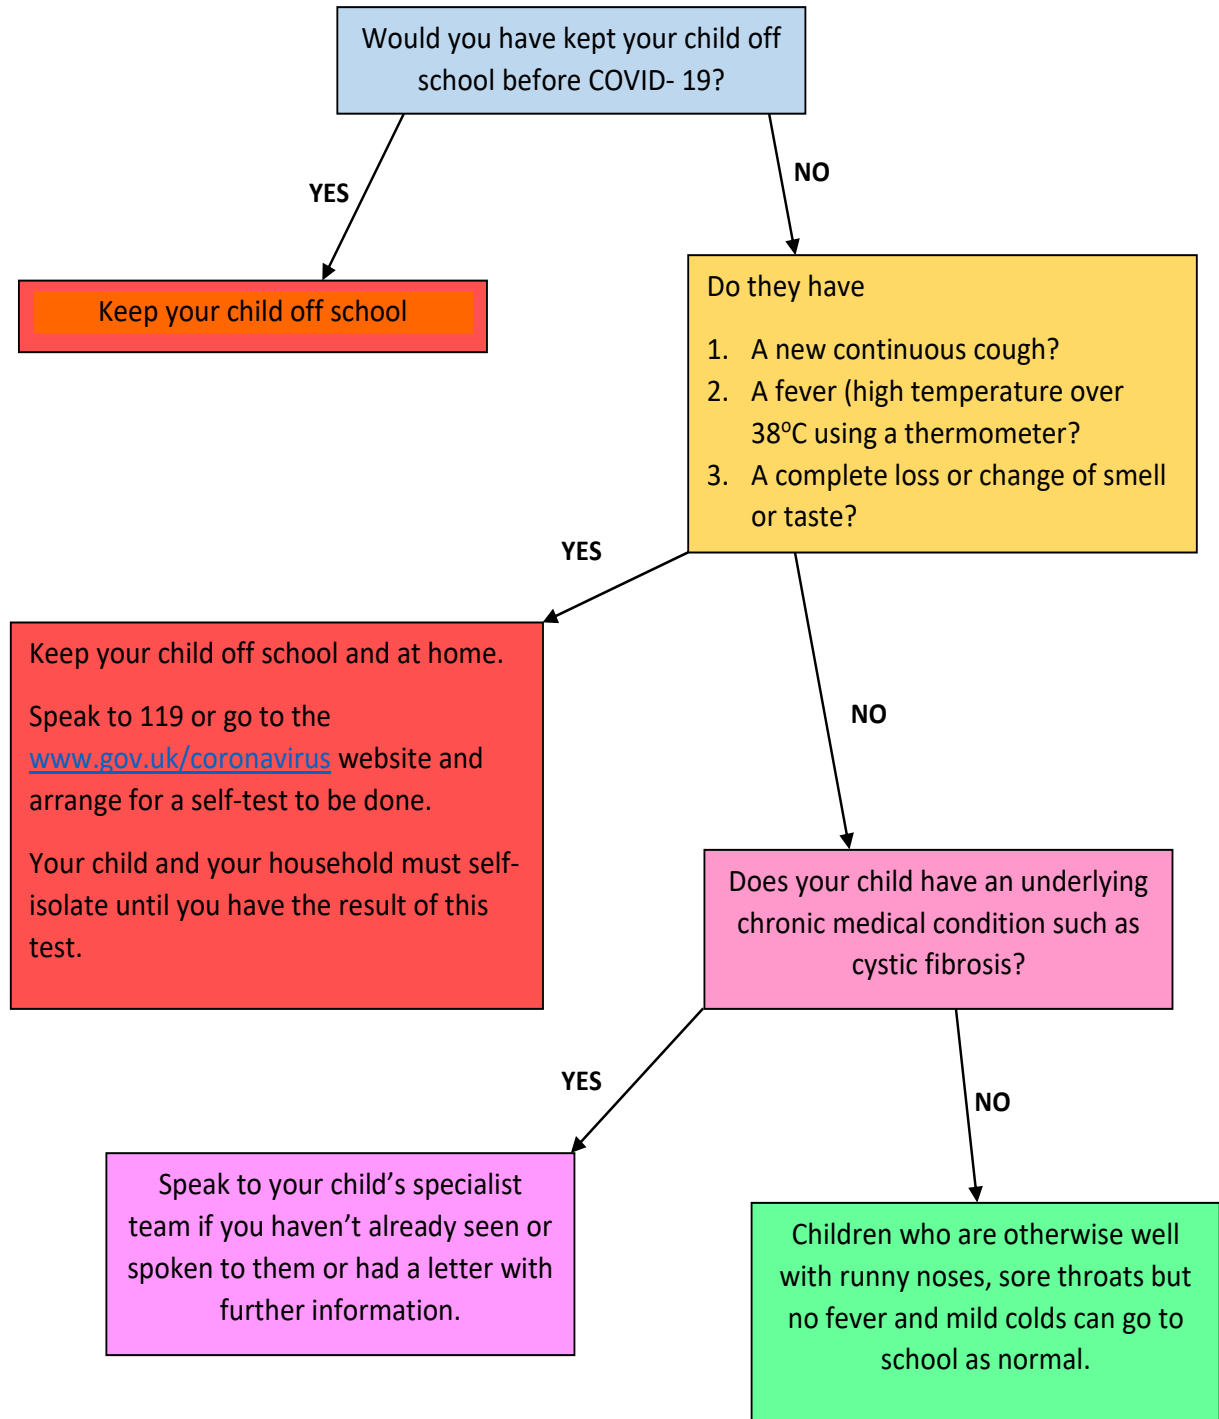 Would you have kept your child off
school before COVID- 19?
YES
NO
Keep your child off school
Do they have
1. A new continuous cough?
2. A fever (high temperature over
38ºC using a thermometer?
3. A complete loss or change of smell
or taste?
YES
NO
Keep your child off school and at home.
Speak to 119 or go to the
www.gov.uk/coronavirus website and
arrange for a self-test to be done.
Your child and your household must self-
isolate until you have the result of this
test.
Does your child have an underlying
chronic medical condition such as
cystic fibrosis?
YES
NO
Speak to your child’s specialist
team if you haven’t already seen or
spoken to them or had a letter with
further information.
Children who are otherwise well
with runny noses, sore throats but
no fever and mild colds can go to
school as normal.